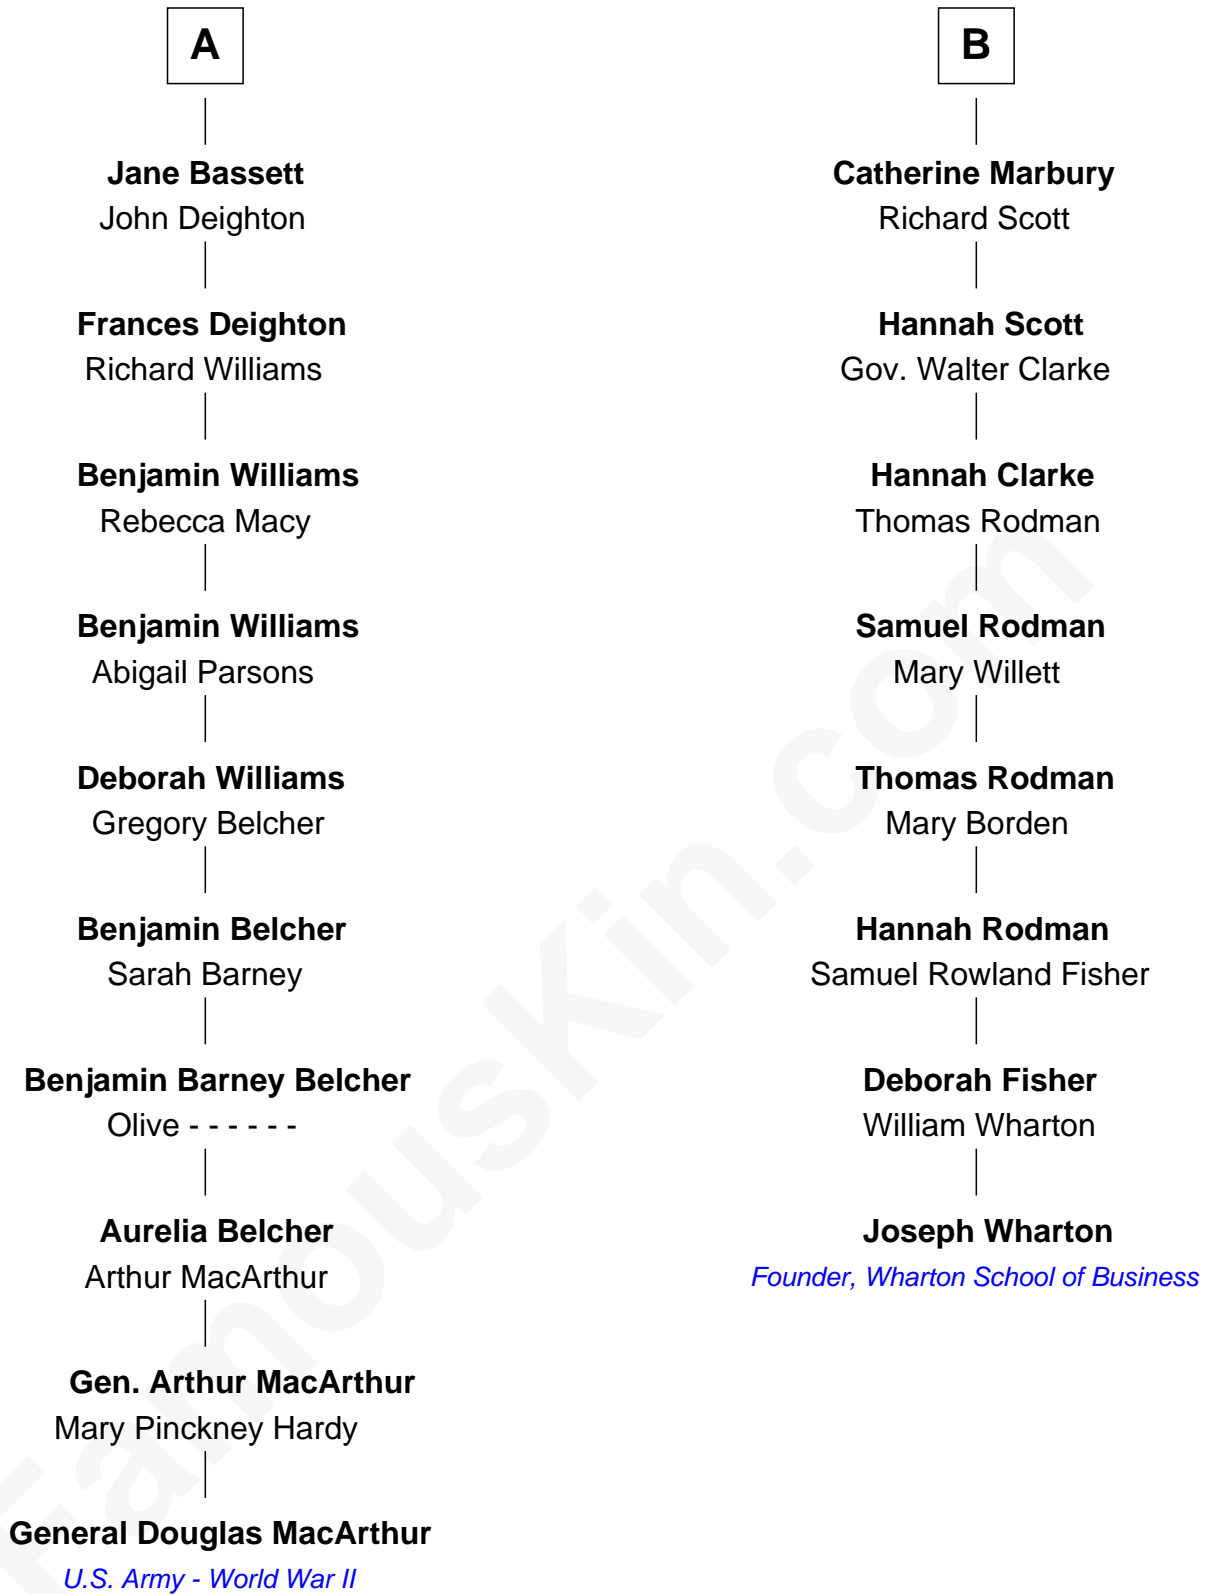 A
Jane Bassett
John Deighton
Frances Deighton
Richard Williams
Benjamin Williams
Rebecca Macy
Benjamin Williams
Abigail Parsons
Deborah Williams
Gregory Belcher
Benjamin Belcher
Sarah Barney
Benjamin Barney Belcher
Olive - - - - - -
Aurelia Belcher
Arthur MacArthur
Gen. Arthur MacArthur
Mary Pinckney Hardy
General Douglas MacArthur
U.S. Army - World War II
B
Catherine Marbury
Richard Scott
Hannah Scott
Gov. Walter Clarke
Hannah Clarke
Thomas Rodman
Samuel Rodman
Mary Willett
Thomas Rodman
Mary Borden
Hannah Rodman
Samuel Rowland Fisher
Deborah Fisher
William Wharton
Joseph Wharton
Founder, Wharton School of Business
FamousKin.com